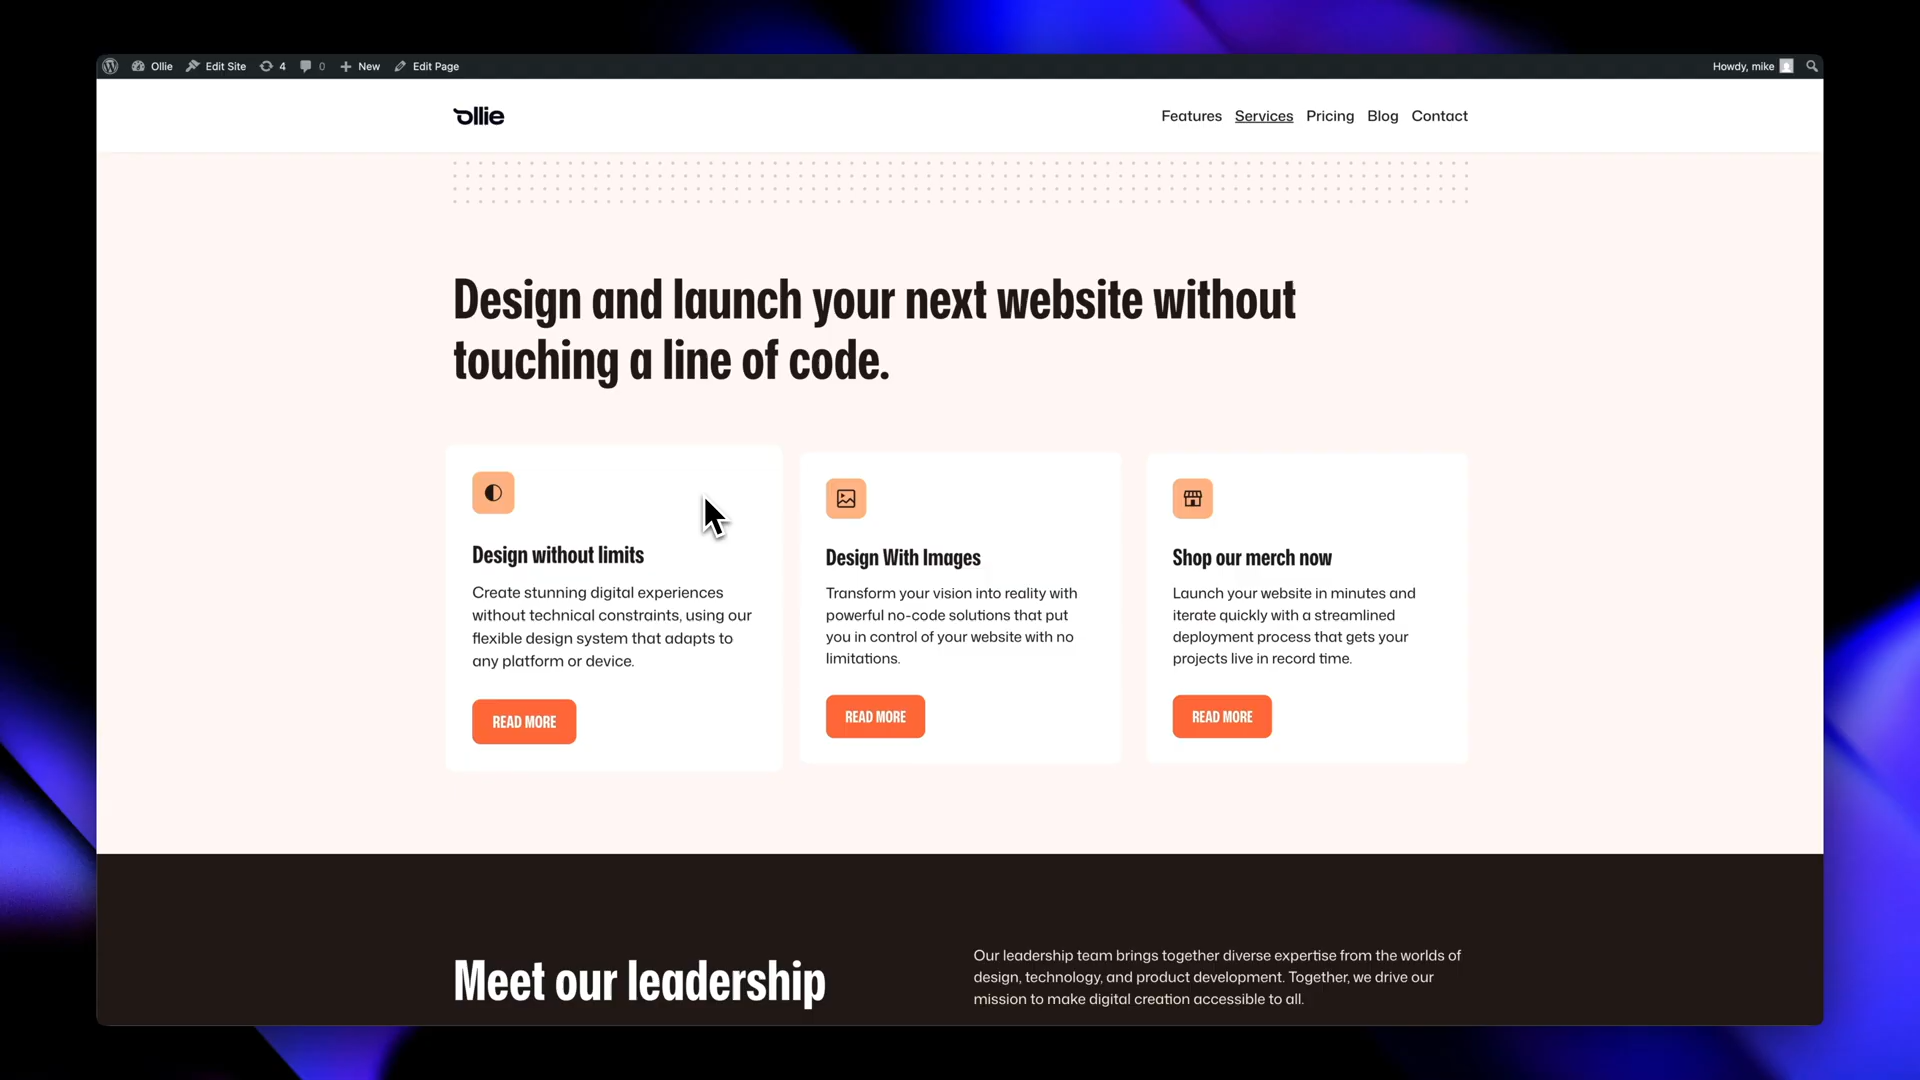 Ollie Edit Site 4 0 New Edit Page Howdy, mike
ollie Features Services Pricing Blog Contact
Design and launch your next website without
touching a line of code.
Design without limits
Create stunning digital experiences
without technical constraints, using our
flexible design system that adapts to
any platform or device.
READ MORE
Design With Images
Transform your vision into reality with
powerful no-code solutions that put
you in control of your website with no
limitations.
READ MORE
Shop our merch now
Launch your website in minutes and
iterate quickly with a streamlined
deployment process that gets your
projects live in record time.
READ MORE
Meet our leadership
Our leadership team brings together diverse expertise from the worlds of
design, technology, and product development. Together, we drive our
mission to make digital creation accessible to all.